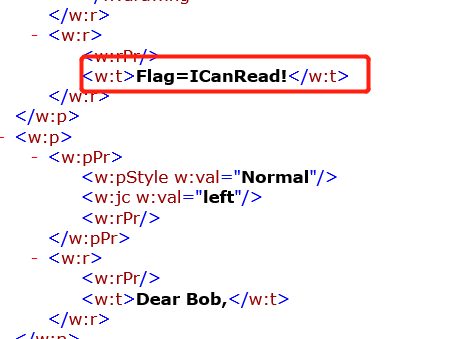 </w:r>
- <w:r>
<w:rPr/>
<w:t>Flag=ICanRead!</w:t>
</w:r>
</w:p>
- <w:p>
- <w:pPr>
<w:pStyle w:val="Normal"/>
<w:jc w:val="left"/>
<w:rPr/>
</w:pPr>
- <w:r>
<w:rPr/>
<w:t>Dear Bob,</w:t>
</w:r>